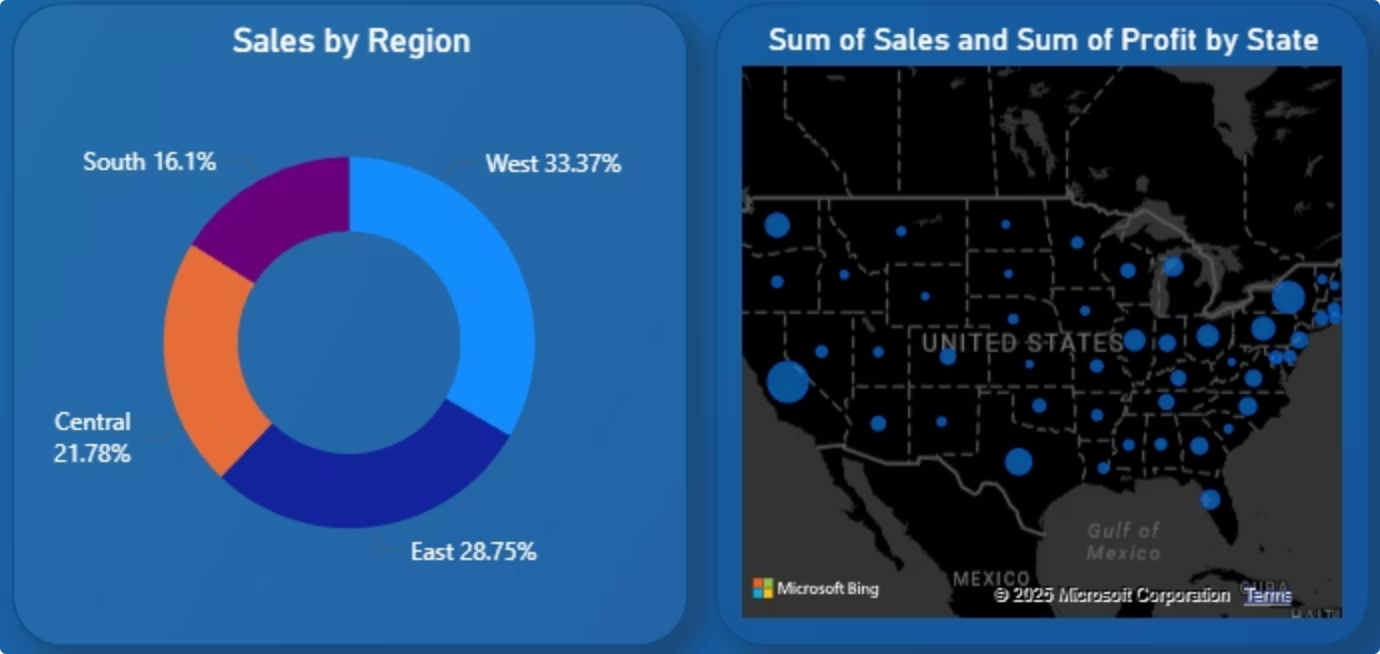 Sales by Region
South 16.1%
West 33.37%
Central
21.78%
East 28.75%
Sum of Sales and Sum of Profit by State
UNITED STATES
Gulf of
Mexico
MEXICO
CUBA
Microsoft Bing
© 2025 Microsoft Corporation Terms